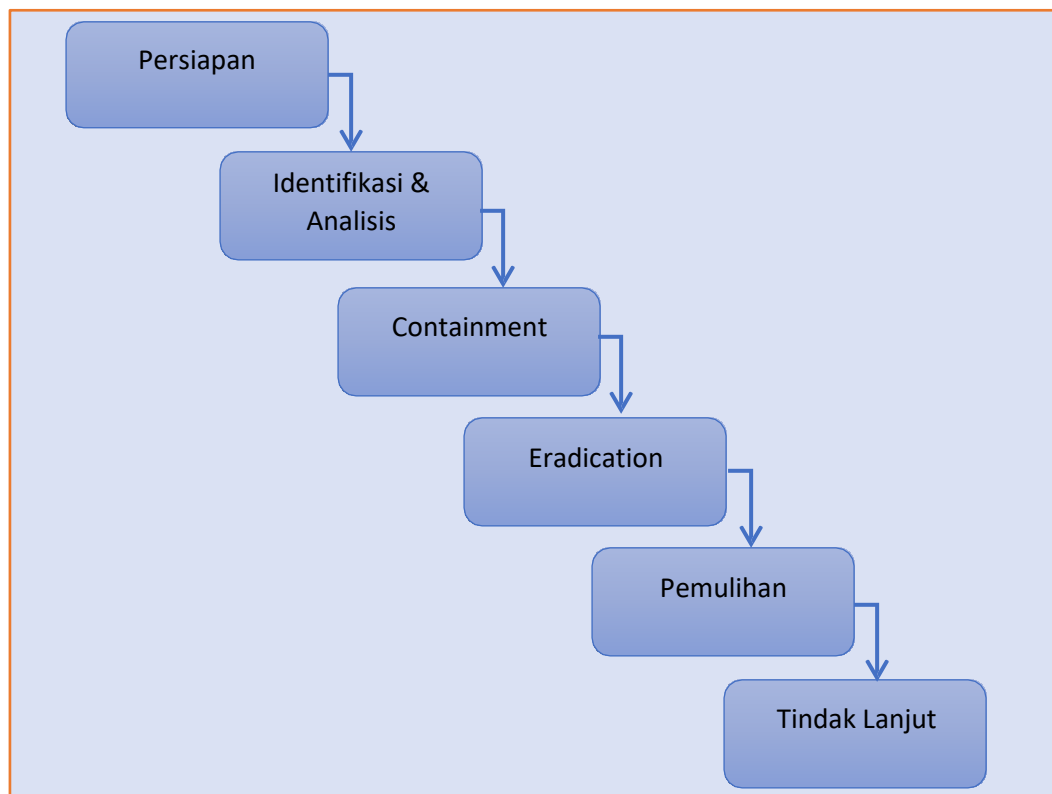 Persiapan
Identifikasi &
Analisis
Containment
Eradication
Pemulihan
Tindak Lanjut